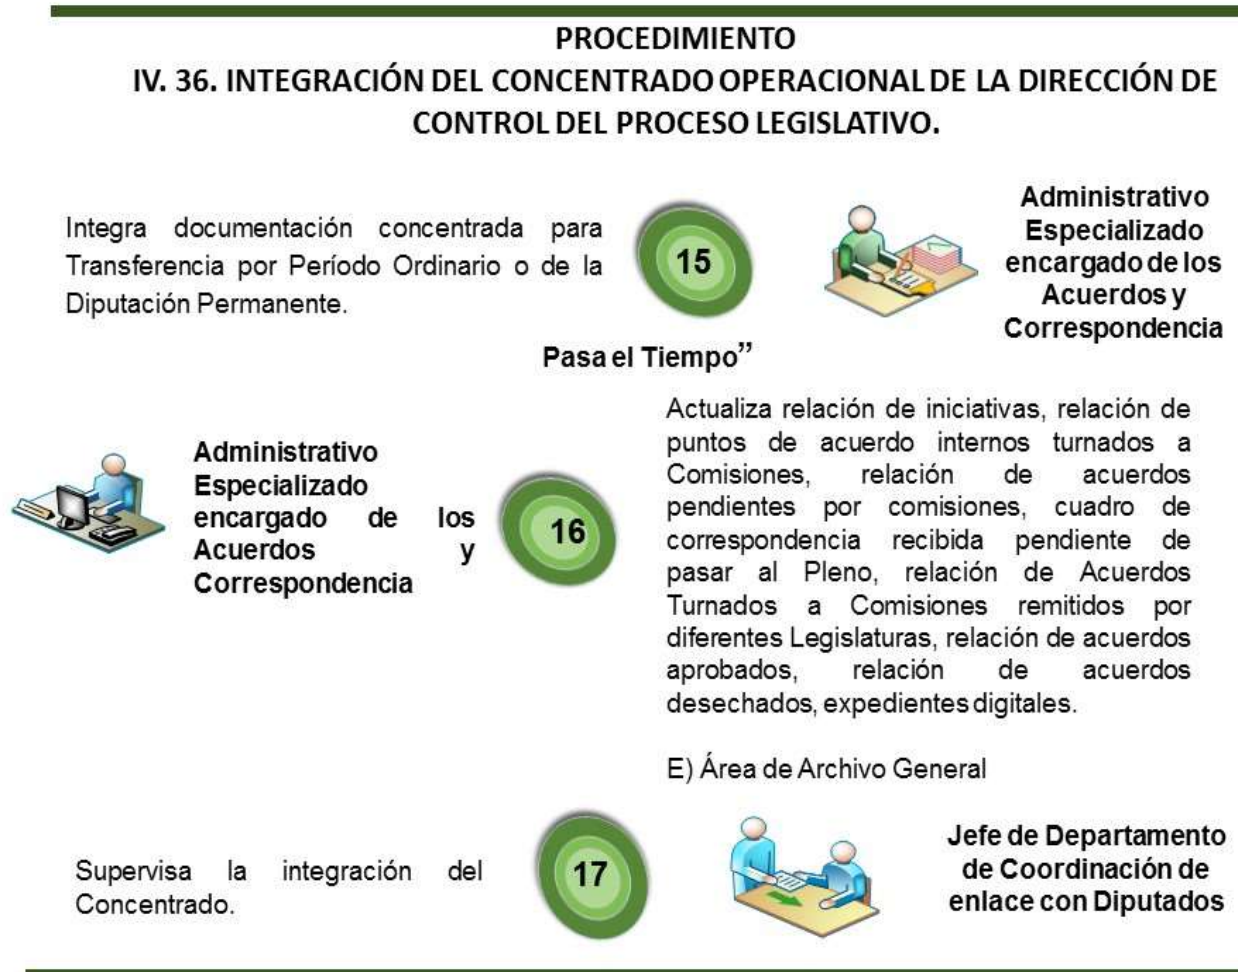 PROCEDIMIENTO
IV. 36. INTEGRACIÓN DEL CONCENTRADO OPERACIONAL DE LA DIRECCIÓN DE
CONTROL DEL PROCESO LEGISLATIVO.
Integra documentación concentrada para
Transferencia por Período Ordinario o de la
Diputación Permanente.
15
Administrativo
Especializado
encargado de los
Acuerdos y
Correspondencia
Pasa el Tiempo”
Administrativo
Especializado
encargado de los
Acuerdos y
Correspondencia
16
Actualiza relación de iniciativas, relación de
puntos de acuerdo internos turnados a
Comisiones, relación de acuerdos
pendientes por comisiones, cuadro de
correspondencia recibida pendiente de
pasar al Pleno, relación de Acuerdos
Turnados a Comisiones remitidos por
diferentes Legislaturas, relación de acuerdos
aprobados, relación de acuerdos
desechados, expedientes digitales.
E) Área de Archivo General
Supervisa la integración del
Concentrado.
17
Jefe de Departamento
de Coordinación de
enlace con Diputados